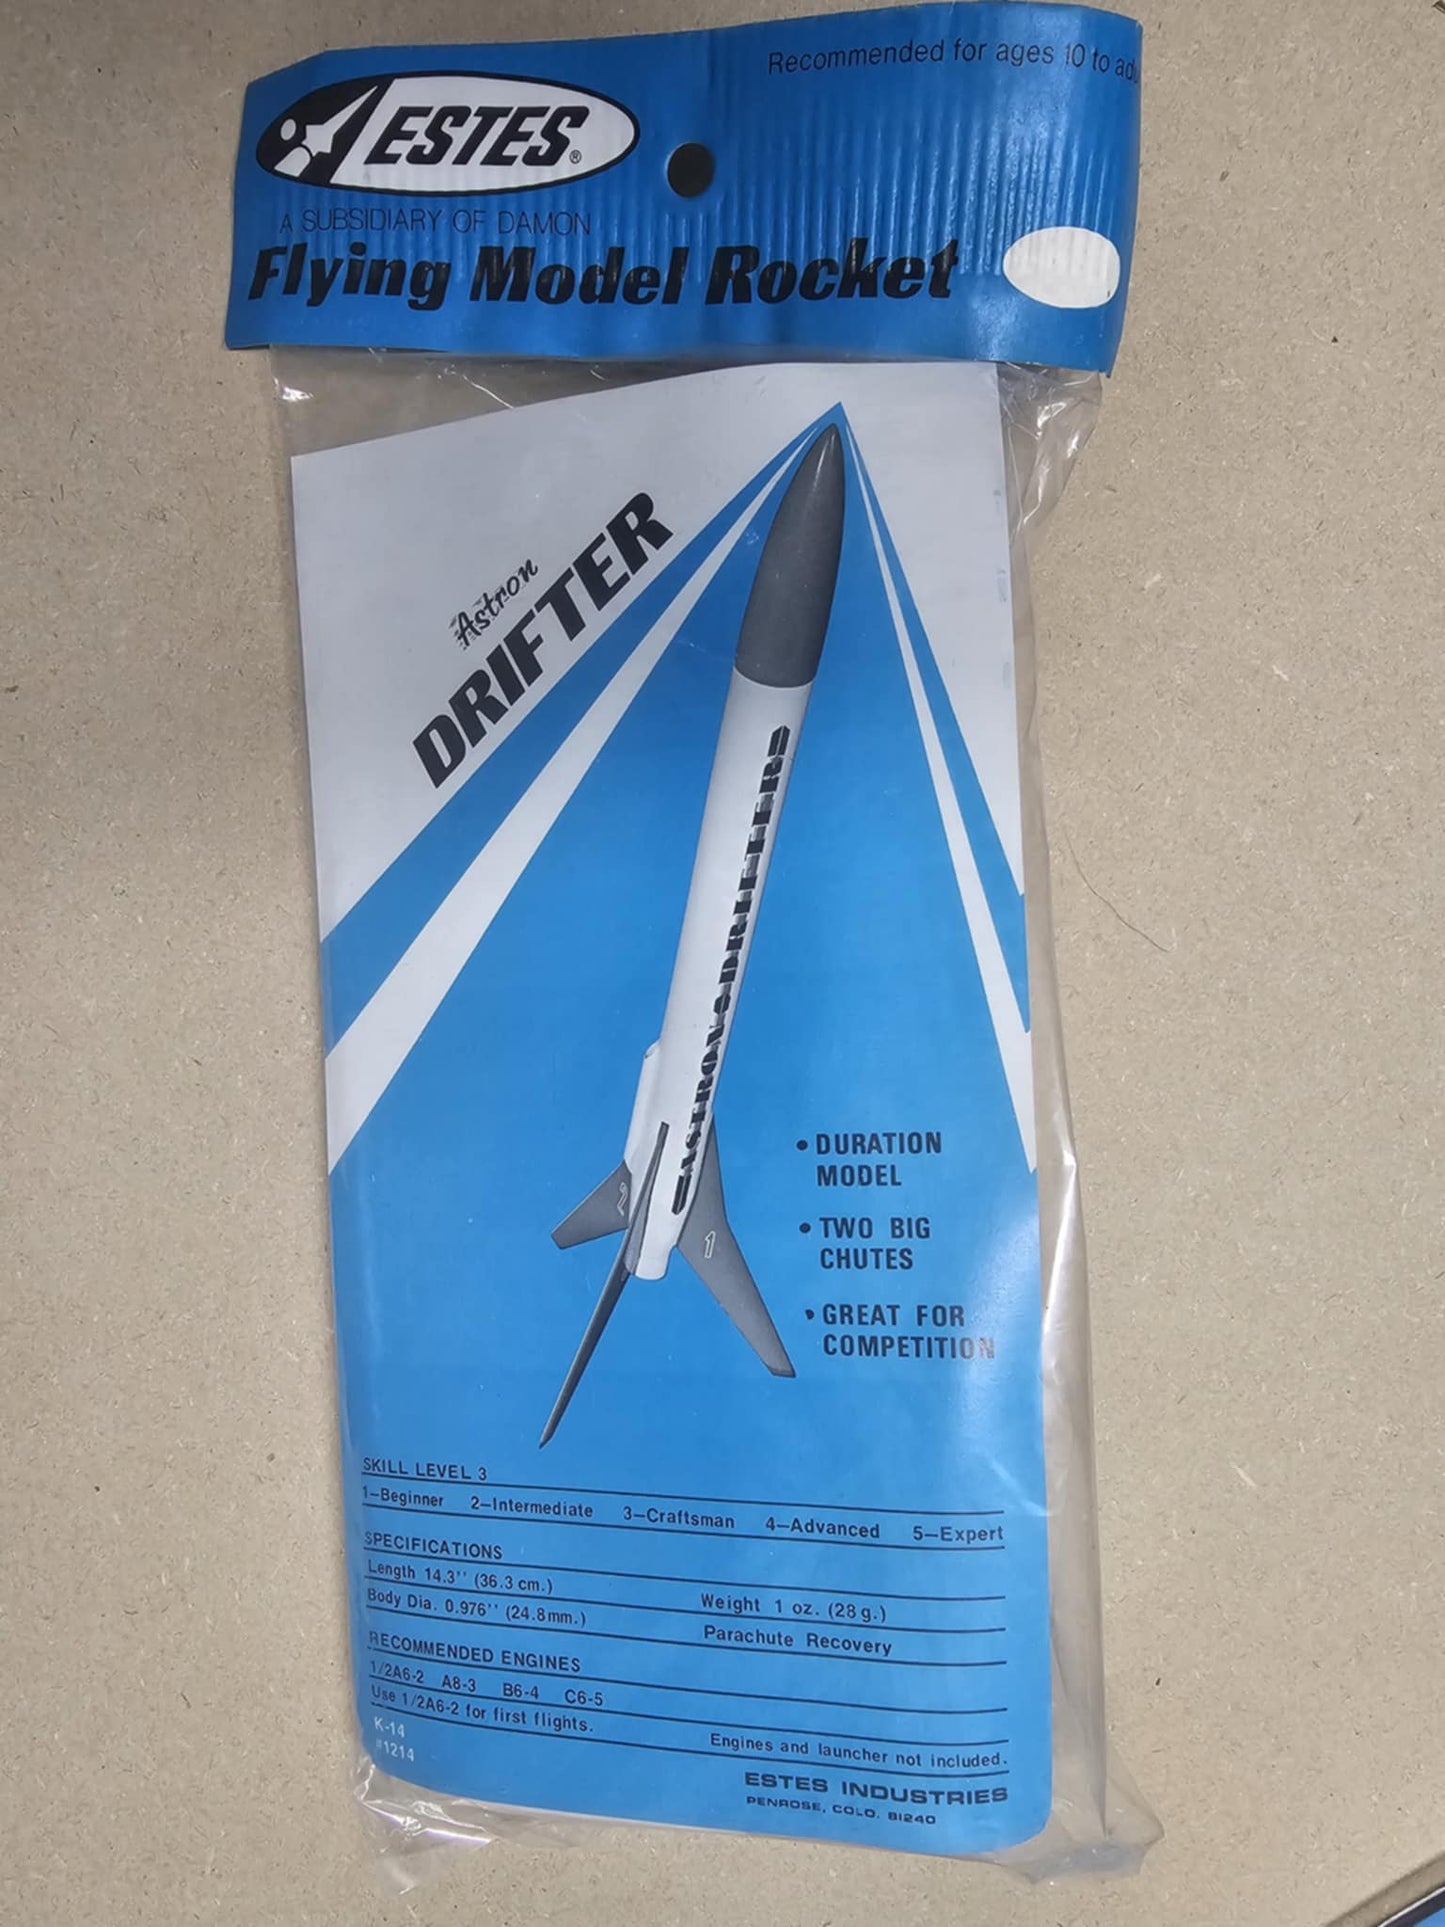 Recommended for ages 10 to
ESTES®
A SUBSIDIARY OF DAMON
Flying Model Rocket
Astron
DRIFTER
ASTRON DRIFTER
2
1
• DURATION
MODEL
• TWO BIG
CHUTES
• GREAT FOR
COMPETITION
SKILL LEVEL 3
1–Beginner 2–Intermediate 3–Craftsman 4–Advanced 5–Expert
SPECIFICATIONS
Length 14.3'' (36.3 cm.) Weight 1 oz. (28 g.)
Body Dia. 0.976'' (24.8mm.) Parachute Recovery
RECOMMENDED ENGINES
1/2A6-2 A8-3 B6-4 C6-5
Use 1/2A6-2 for first flights. Engines and launcher not included.
K-14
#1214
ESTES INDUSTRIES
PENROSE, COLO. 81240